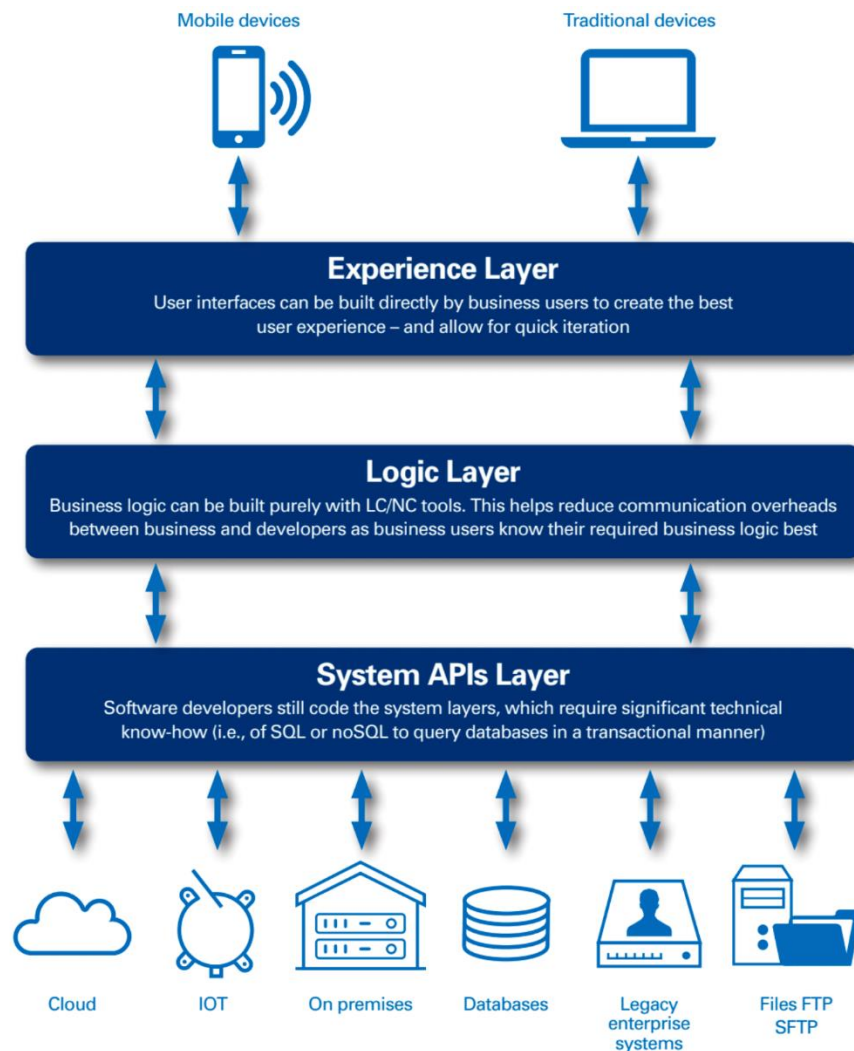 Mobile devices
Traditional devices
Experience Layer
User interfaces can be built directly by business users to create the best
user experience – and allow for quick iteration
Logic Layer
Business logic can be built purely with LC/NC tools. This helps reduce communication overheads
between business and developers as business users know their required business logic best
System APIs Layer
Software developers still code the system layers, which require significant technical
know-how (i.e., of SQL or noSQL to query databases in a transactional manner)
Cloud
IOT
On premises
Databases
Legacy
enterprise
systems
Files FTP
SFTP